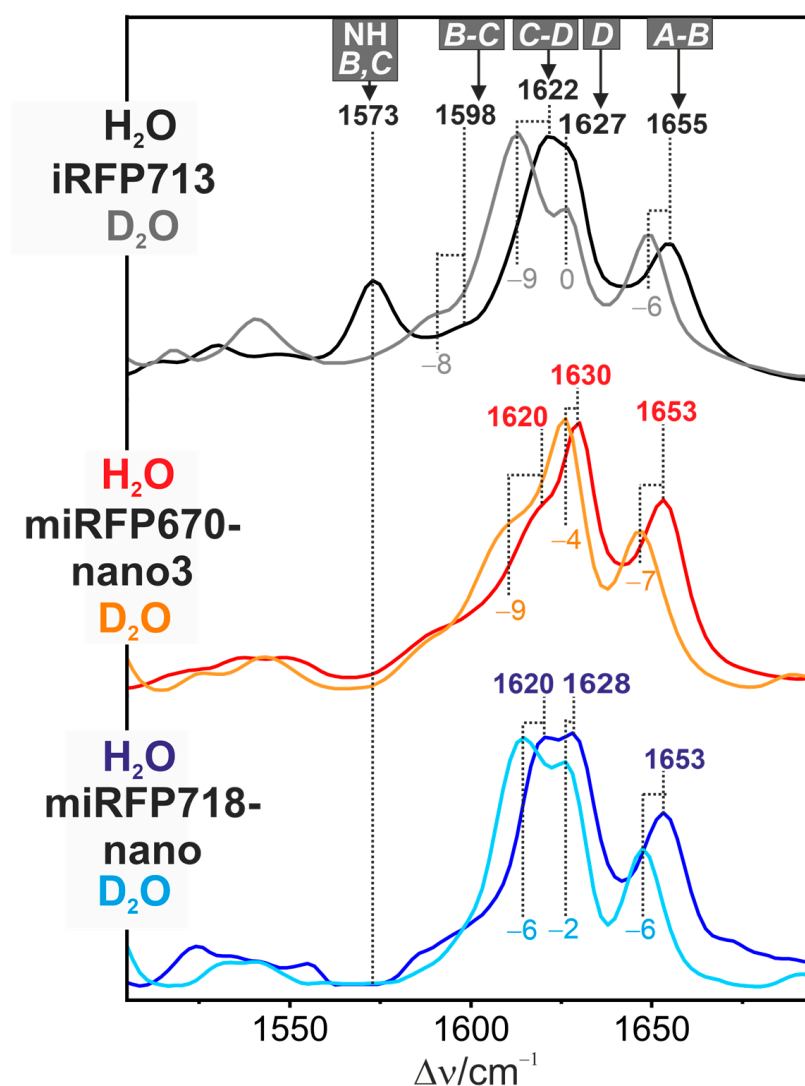 NH
B,C
B-C
C-D
D
A-B
1573
1598
1622
1627
1655
H₂O
iRFP713
D₂O
−8
−9
0
−6
H₂O
miRFP670-
nano3
D₂O
1620
1630
1653
−9
−4
−7
H₂O
miRFP718-
nano
D₂O
1620
1628
1653
−6
−2
−6
1550
1600
1650
Δν/cm⁻¹